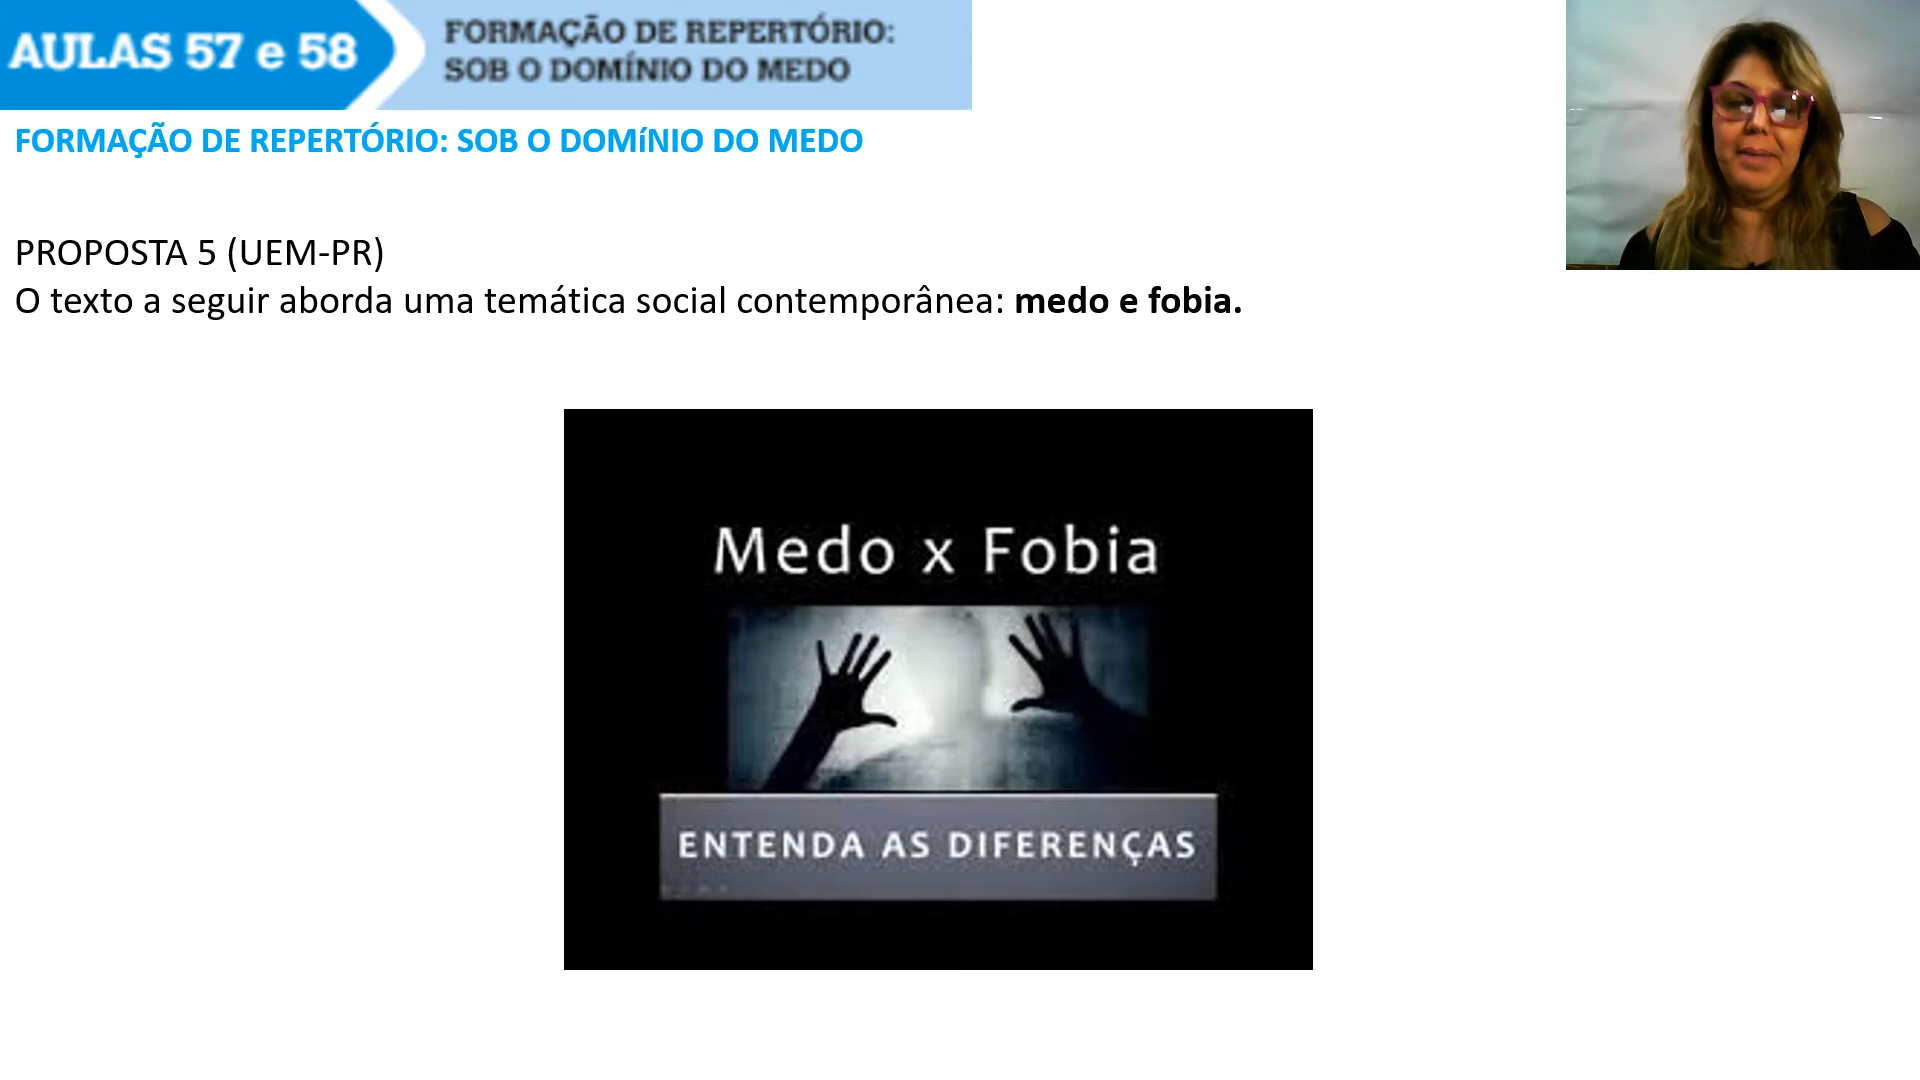 AULAS 57 e 58
FORMAÇÃO DE REPERTÓRIO:
SOB O DOMÍNIO DO MEDO
FORMAÇÃO DE REPERTÓRIO: SOB O DOMíNIO DO MEDO
PROPOSTA 5 (UEM-PR)
O texto a seguir aborda uma temática social contemporânea: medo e fobia.
Medo x Fobia
ENTENDA AS DIFERENÇAS